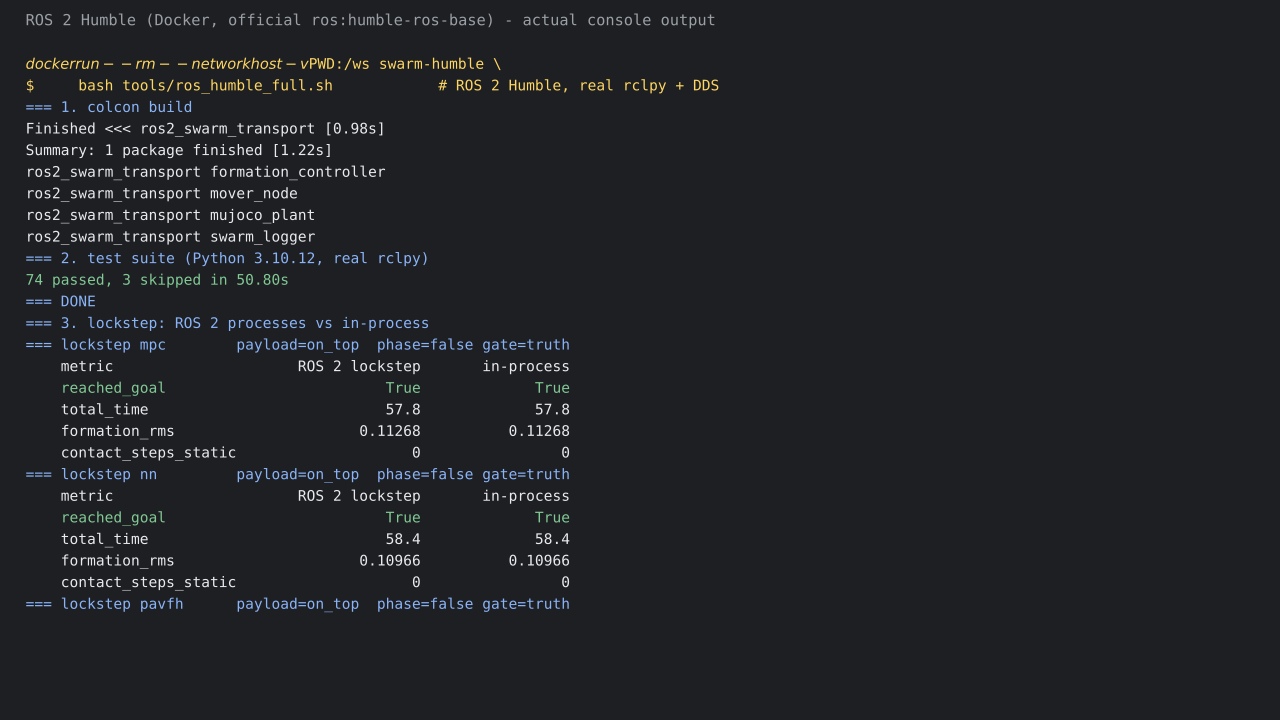 ROS 2 Humble (Docker, official ros:humble-ros-base) - actual console output
dockerrun−−rm−−networkhost−vPWD:/ws swarm-humble \
$     bash tools/ros_humble_full.sh            # ROS 2 Humble, real rclpy + DDS
=== 1. colcon build
Finished <<< ros2_swarm_transport [0.98s]
Summary: 1 package finished [1.22s]
ros2_swarm_transport formation_controller
ros2_swarm_transport mover_node
ros2_swarm_transport mujoco_plant
ros2_swarm_transport swarm_logger
=== 2. test suite (Python 3.10.12, real rclpy)
74 passed, 3 skipped in 50.80s
=== DONE
=== 3. lockstep: ROS 2 processes vs in-process
=== lockstep mpc        payload=on_top  phase=false gate=truth
    metric                     ROS 2 lockstep       in-process
    reached_goal                         True             True
    total_time                           57.8             57.8
    formation_rms                     0.11268          0.11268
    contact_steps_static                    0                0
=== lockstep nn         payload=on_top  phase=false gate=truth
    metric                     ROS 2 lockstep       in-process
    reached_goal                         True             True
    total_time                           58.4             58.4
    formation_rms                     0.10966          0.10966
    contact_steps_static                    0                0
=== lockstep pavfh      payload=on_top  phase=false gate=truth